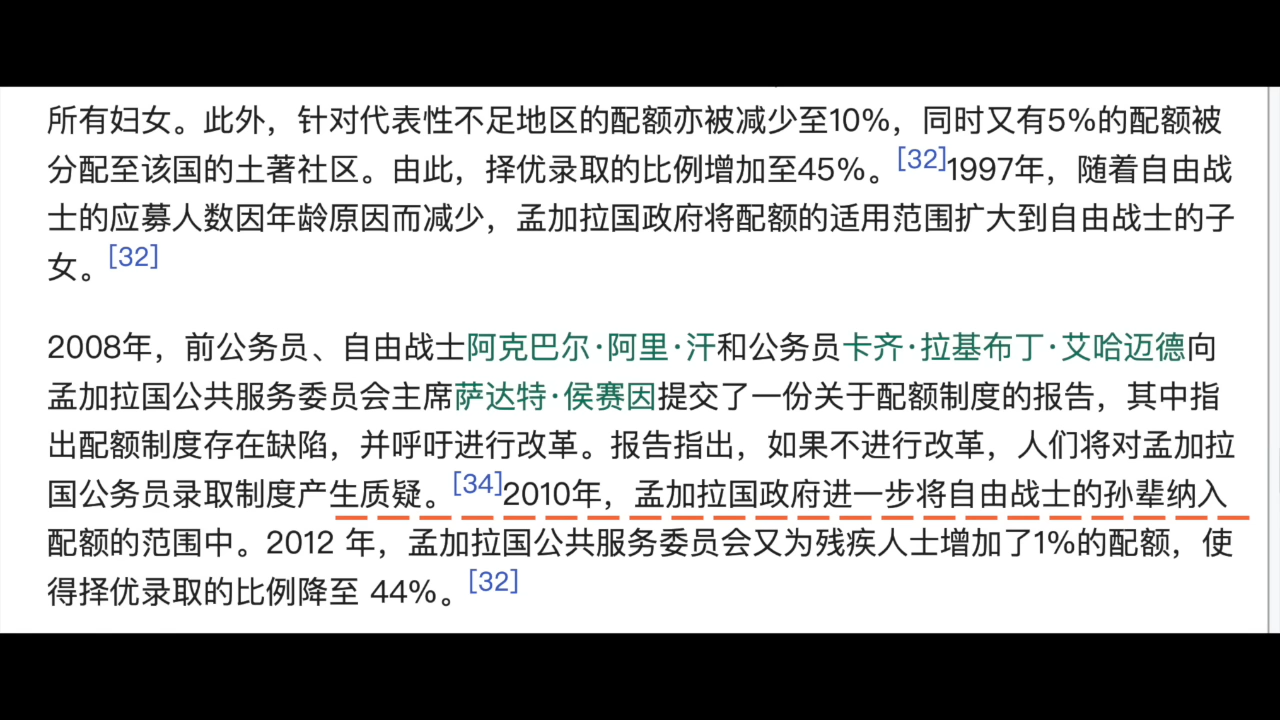 所有妇女。此外，针对代表性不足地区的配额亦被减少至10%，同时又有5%的配额被
分配至该国的土著社区。由此，择优录取的比例增加至45%。[32]1997年，随着自由战
士的应募人数因年龄原因而减少，孟加拉国政府将配额的适用范围扩大到自由战士的子
女。[32]
2008年，前公务员、自由战士阿克巴尔·阿里·汗和公务员卡齐·拉基布丁·艾哈迈德向
孟加拉国公共服务委员会主席萨达特·侯赛因提交了一份关于配额制度的报告，其中指
出配额制度存在缺陷，并呼吁进行改革。报告指出，如果不进行改革，人们将对孟加拉
国公务员录取制度产生质疑。[34]2010年，孟加拉国政府进一步将自由战士的孙辈纳入
配额的范围中。2012 年，孟加拉国公共服务委员会又为残疾人士增加了1%的配额，使
得择优录取的比例降至 44%。[32]